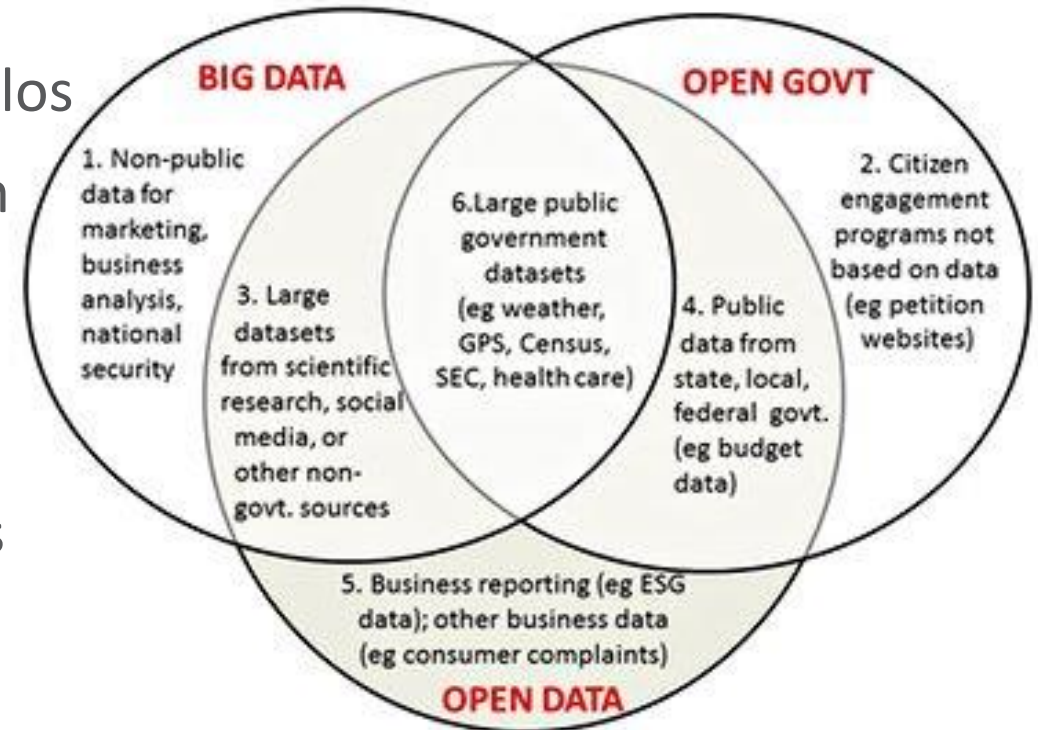 los
BIG DATA
OPEN GOVT
1. Non-public
data for
marketing,
business
analysis,
national
security
2. Citizen
engagement
programs not
based on data
(eg petition
websites)
6.Large public
government
datasets
(eg weather,
GPS, Census,
SEC, health care)
3. Large
datasets
from scientific
research, social
media, or
other non-
govt. sources
4. Public
data from
state, local,
federal govt.
(eg budget
data)
5. Business reporting (eg ESG
data); other business data
(eg consumer complaints)
OPEN DATA